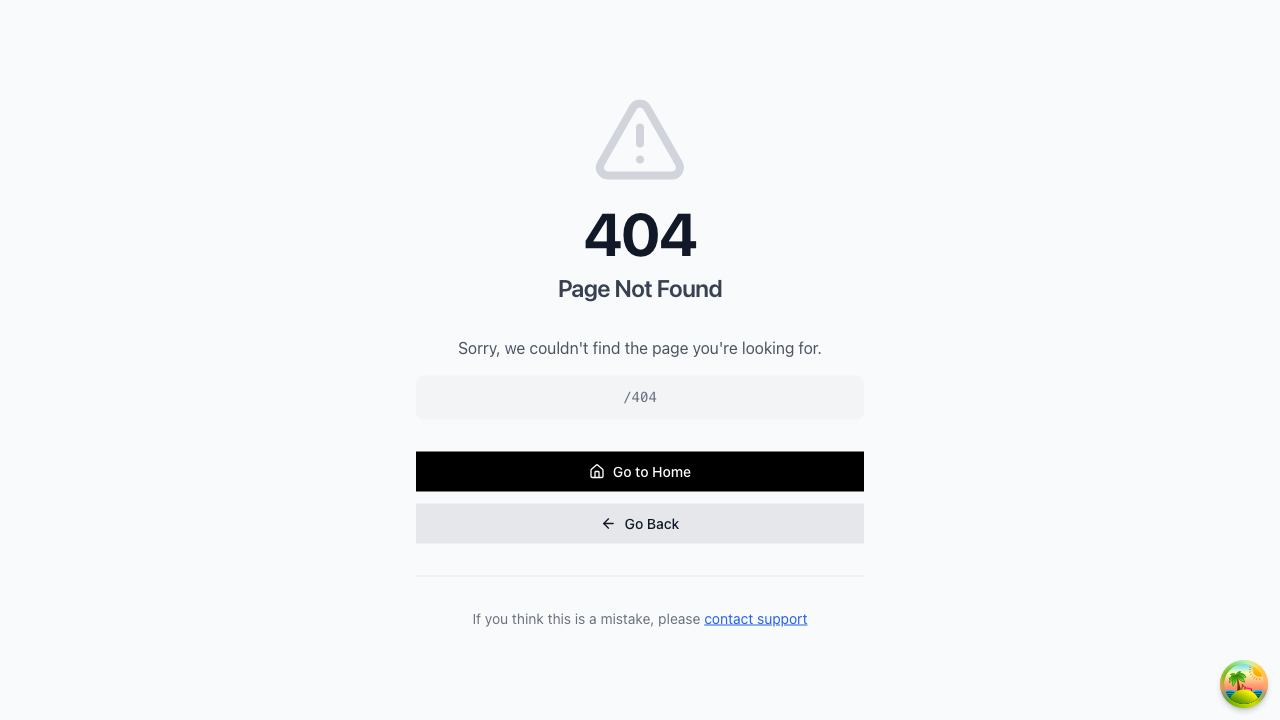 404
Page Not Found
Sorry, we couldn't find the page you're looking for.
/404
Go to Home
Go Back
If you think this is a mistake, please contact support